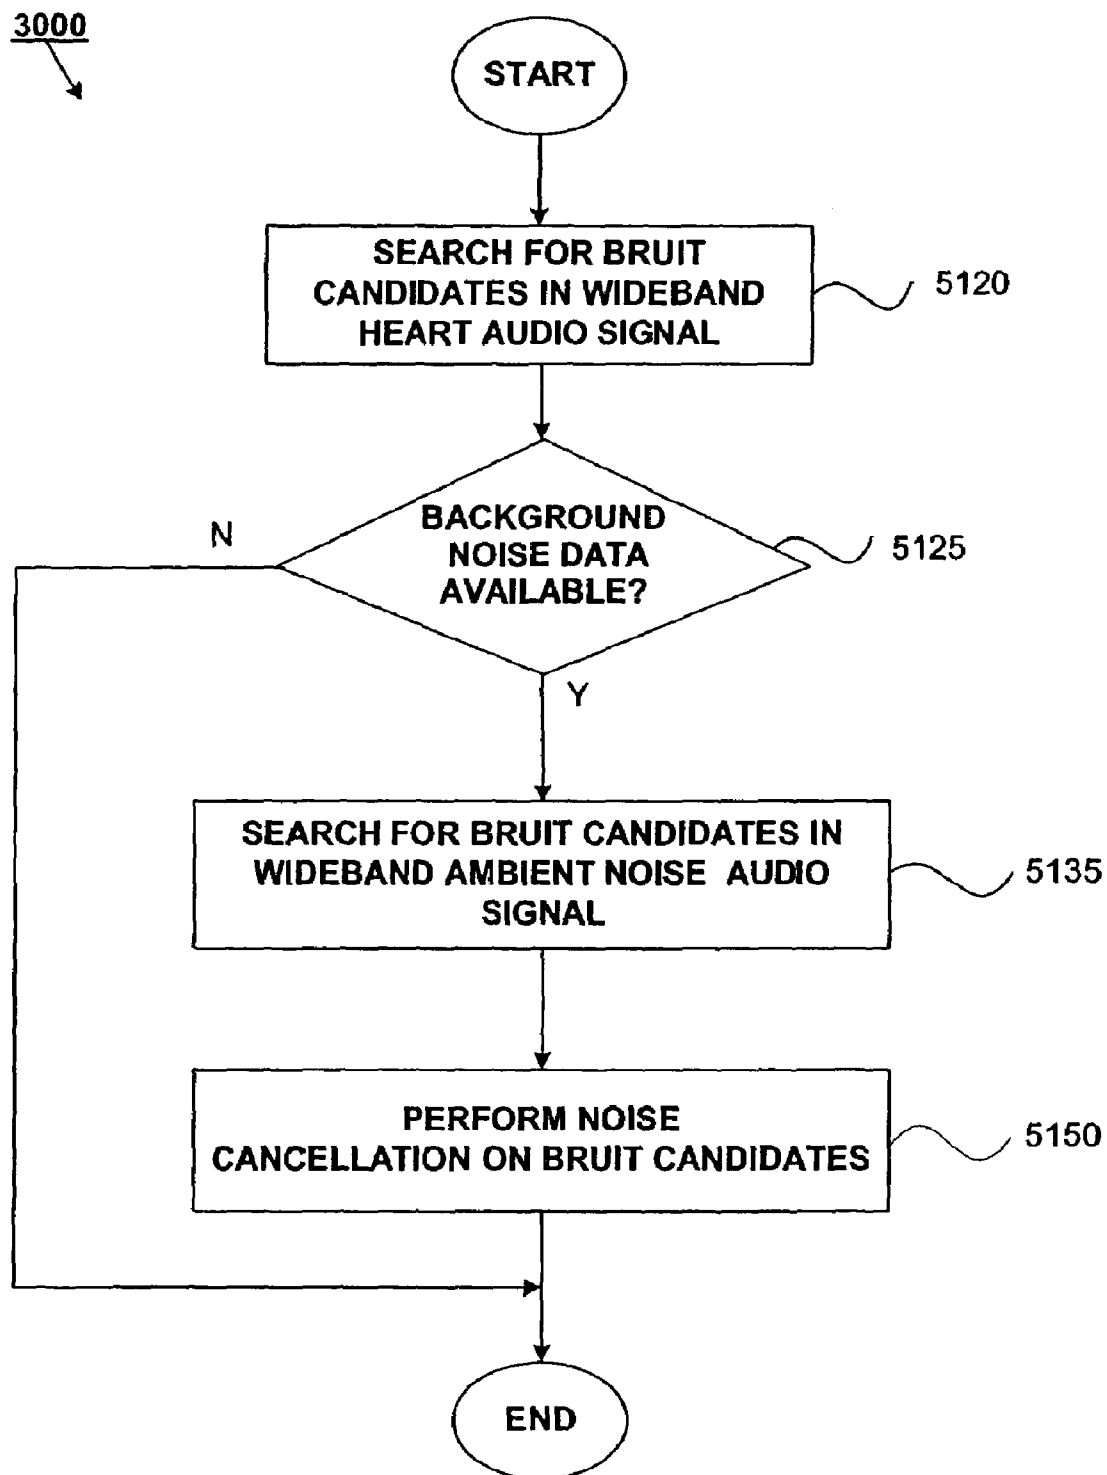 3000
START
SEARCH FOR BRUIT
CANDIDATES IN WIDEBAND
HEART AUDIO SIGNAL
5120
BACKGROUND
NOISE DATA
AVAILABLE?
N
5125
Y
SEARCH FOR BRUIT CANDIDATES IN
WIDEBAND AMBIENT NOISE AUDIO
SIGNAL
5135
PERFORM NOISE
CANCELLATION ON BRUIT CANDIDATES
5150
END